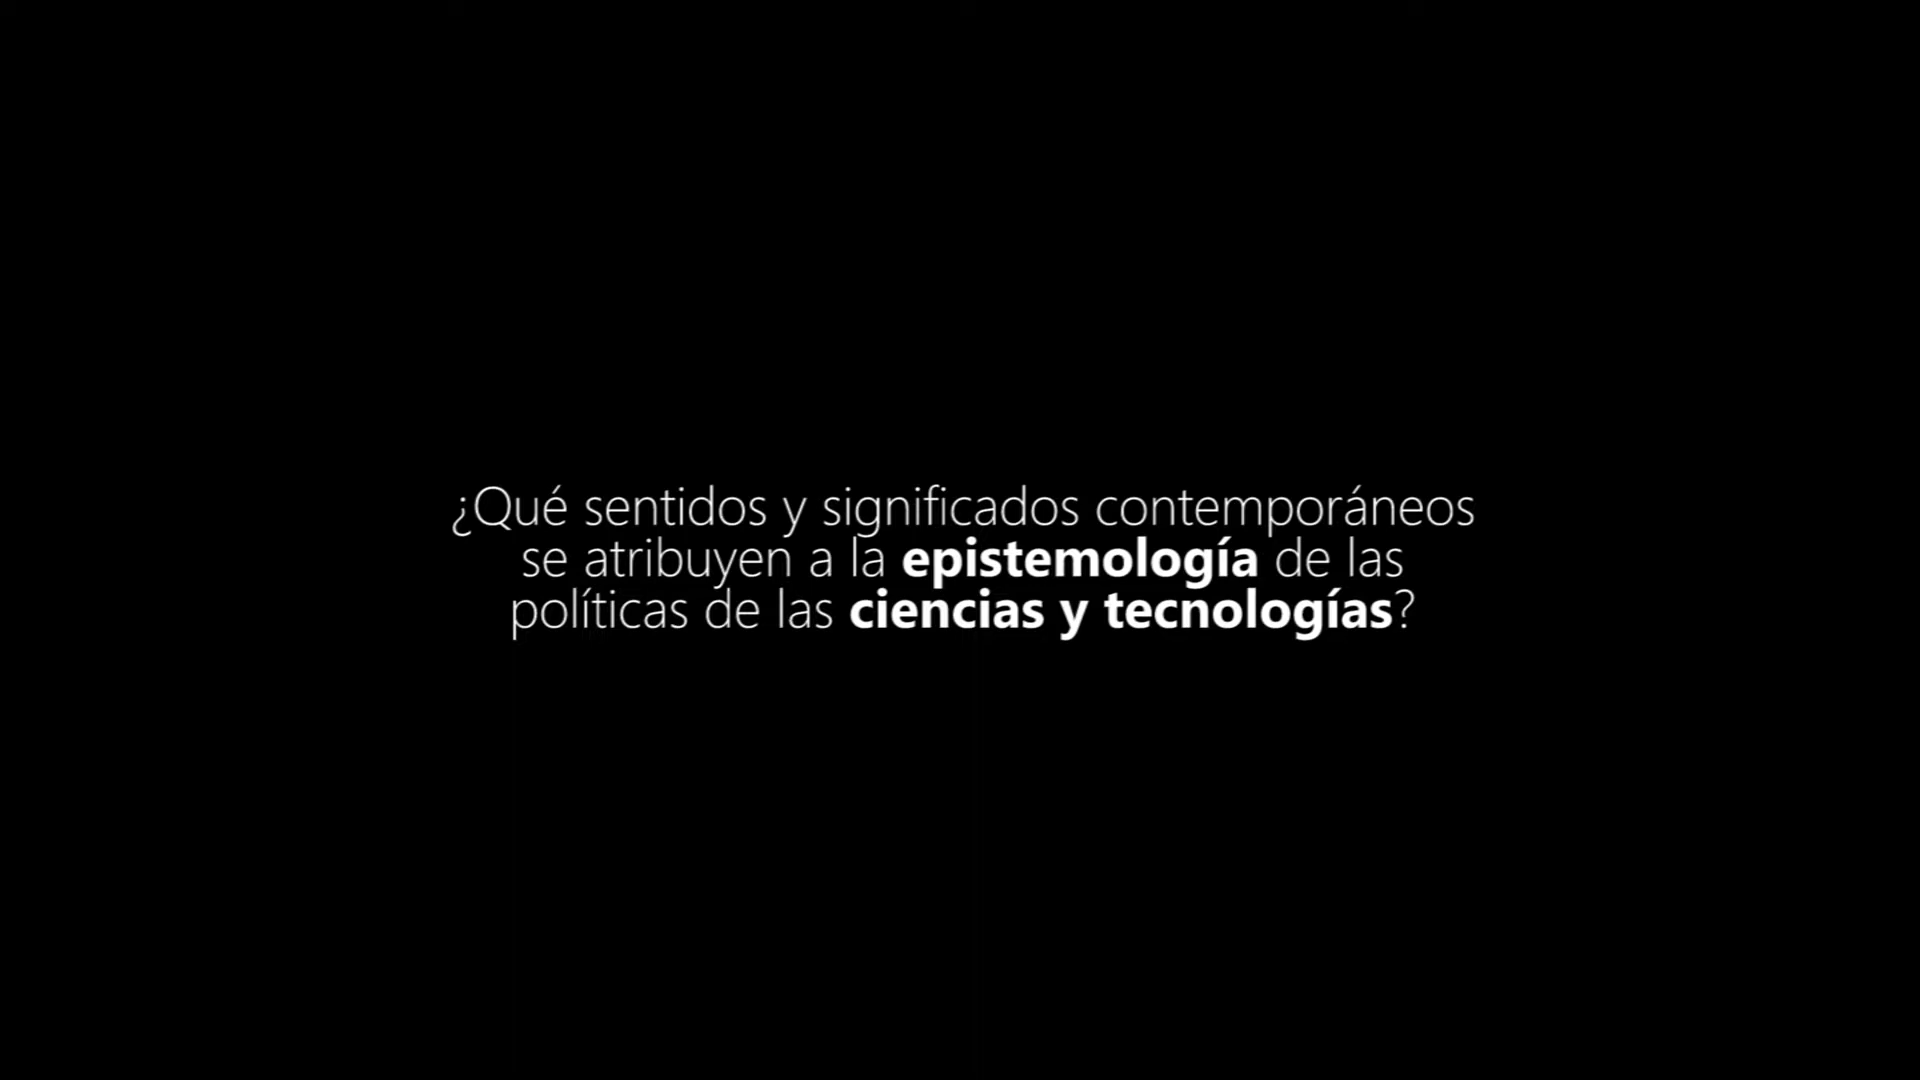 ¿Qué sentidos y significados contemporáneos
se atribuyen a la epistemología de las
políticas de las ciencias y tecnologías?